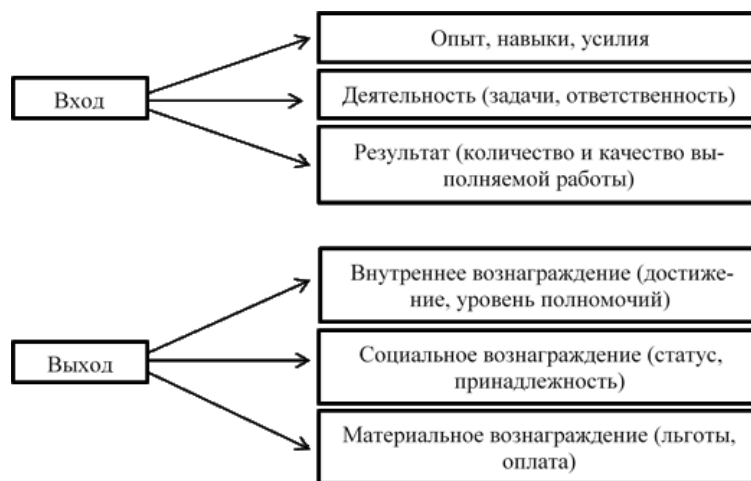 Вход
Опыт, навыки, усилия
Деятельность (задачи, ответственность)
Результат (количество и качество вы-
полняемой работы)
Выход
Внутреннее вознаграждение (достиже-
ние, уровень полномочий)
Социальное вознаграждение (статус,
принадлежность)
Материальное вознаграждение (льготы,
оплата)